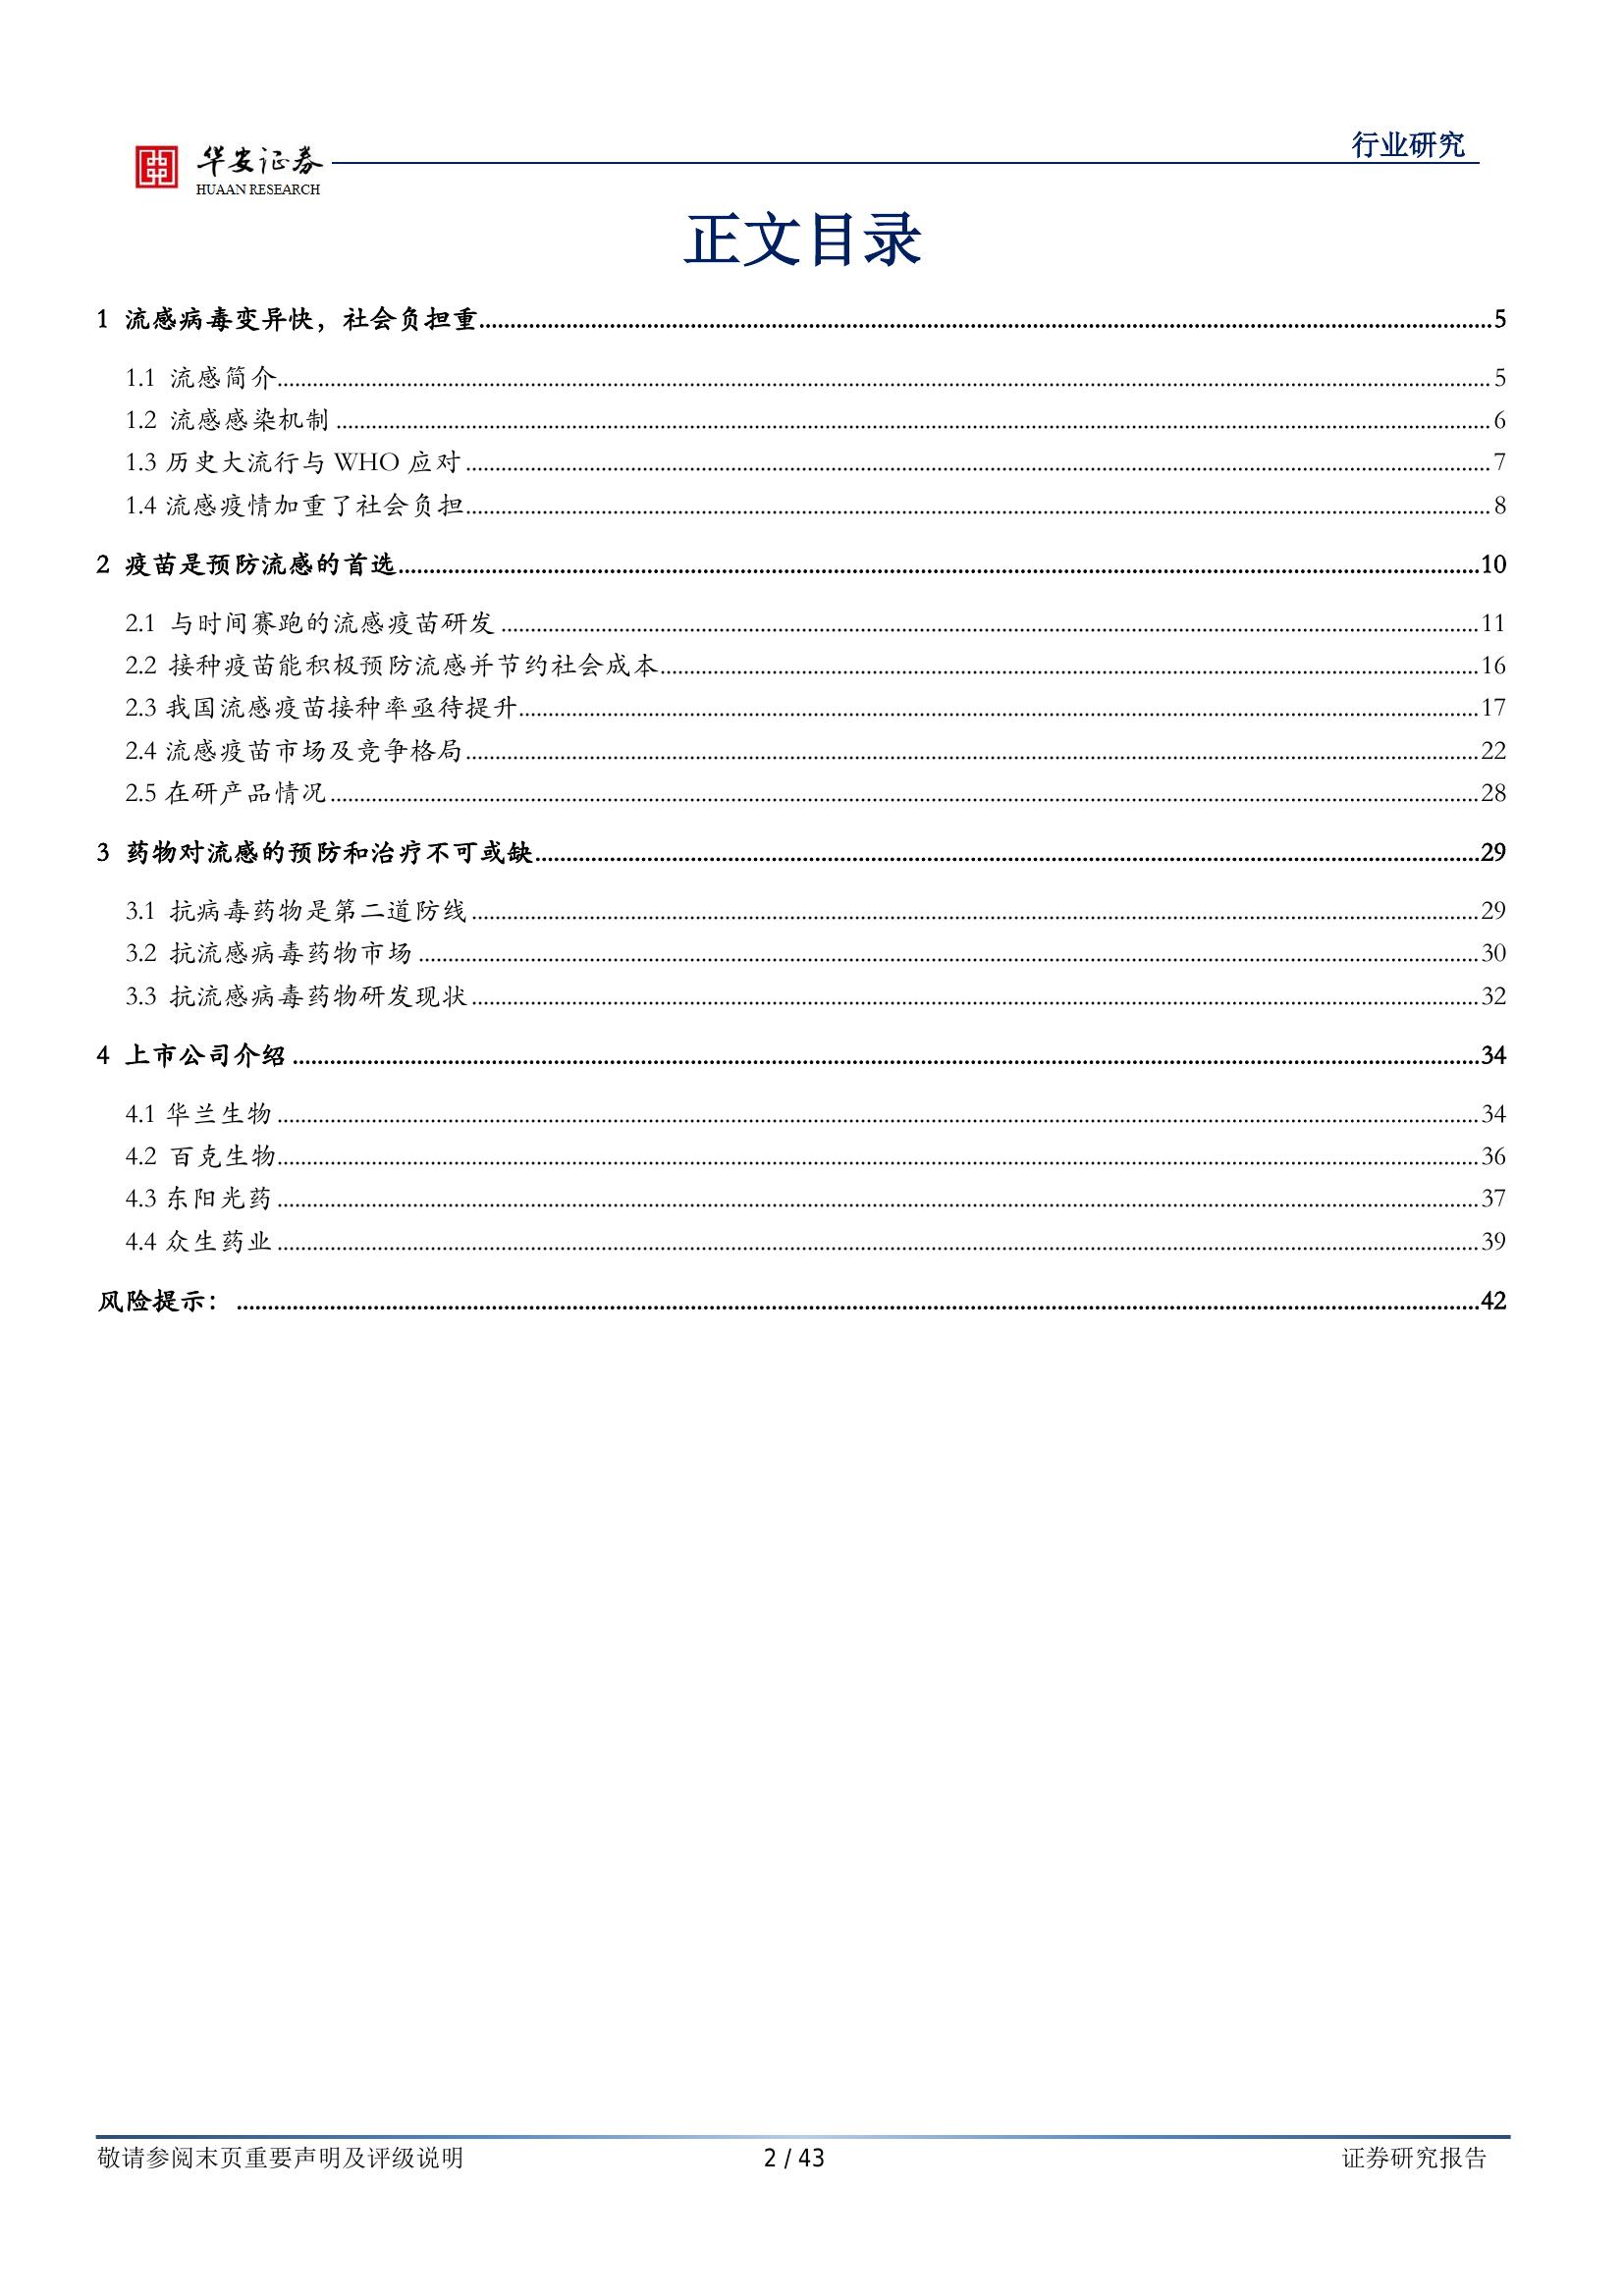 行业研究
华安证券
HUAAN RESEARCH
正文目录
1 流感病毒变异快，社会负担重 5
1.1 流感简介 5
1.2 流感感染机制 6
1.3 历史大流行与 WHO 应对 7
1.4 流感疫情加重了社会负担 8
2 疫苗是预防流感的首选 10
2.1 与时间赛跑的流感疫苗研发 11
2.2 接种疫苗能积极预防流感并节约社会成本 16
2.3 我国流感疫苗接种率亟待提升 17
2.4 流感疫苗市场及竞争格局 22
2.5 在研产品情况 28
3 药物对流感的预防和治疗不可或缺 29
3.1 抗病毒药物是第二道防线 29
3.2 抗流感病毒药物市场 30
3.3 抗流感病毒药物研发现状 32
4 上市公司介绍 34
4.1 华兰生物 34
4.2 百克生物 36
4.3 东阳光药 37
4.4 众生药业 39
风险提示： 42
敬请参阅末页重要声明及评级说明 2 / 43 证券研究报告